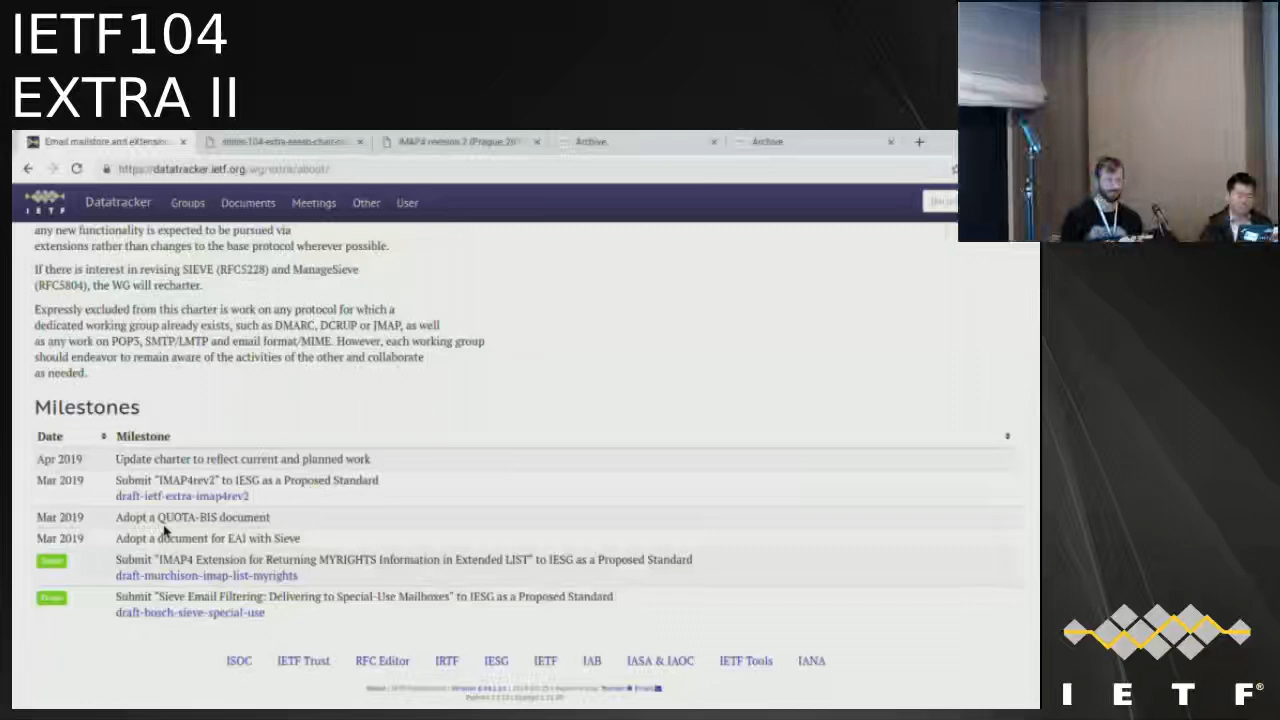 IETF104
EXTRA II
IMAP4 revision 2 (Prague 20
Archive
Archive
https://datatracker.ietf.org/wg/extra/about/
IETF
Datatracker Groups Documents Meetings Other User
any new functionality is expected to be pursued via
extensions rather than changes to the base protocol wherever possible.
If there is interest in revising SIEVE (RFC5228) and ManageSieve
(RFC5804), the WG will recharter.
Expressly excluded from this charter is work on any protocol for which a
dedicated working group already exists, such as DMARC, DCRUP or JMAP, as well
as any work on POP3, SMTP/LMTP and email format/MIME. However, each working group
should endeavor to remain aware of the activities of the other and collaborate
as needed.
Milestones
Date Milestone
Apr 2019 Update charter to reflect current and planned work
Mar 2019 Submit "IMAP4rev2" to IESG as a Proposed Standard
draft-ietf-extra-imap4rev2
Mar 2019 Adopt a QUOTA-BIS document
Mar 2019 Adopt a document for EAI with Sieve
Submit "IMAP4 Extension for Returning MYRIGHTS Information in Extended LIST" to IESG as a Proposed Standard
draft-murchison-imap-list-myrights
Submit "Sieve Email Filtering: Delivering to Special-Use Mailboxes" to IESG as a Proposed Standard
draft-bosch-sieve-special-use
ISOC IETF Trust RFC Editor IRTF IESG IETF IAB IASA & IAOC IETF Tools IANA
I E T F®